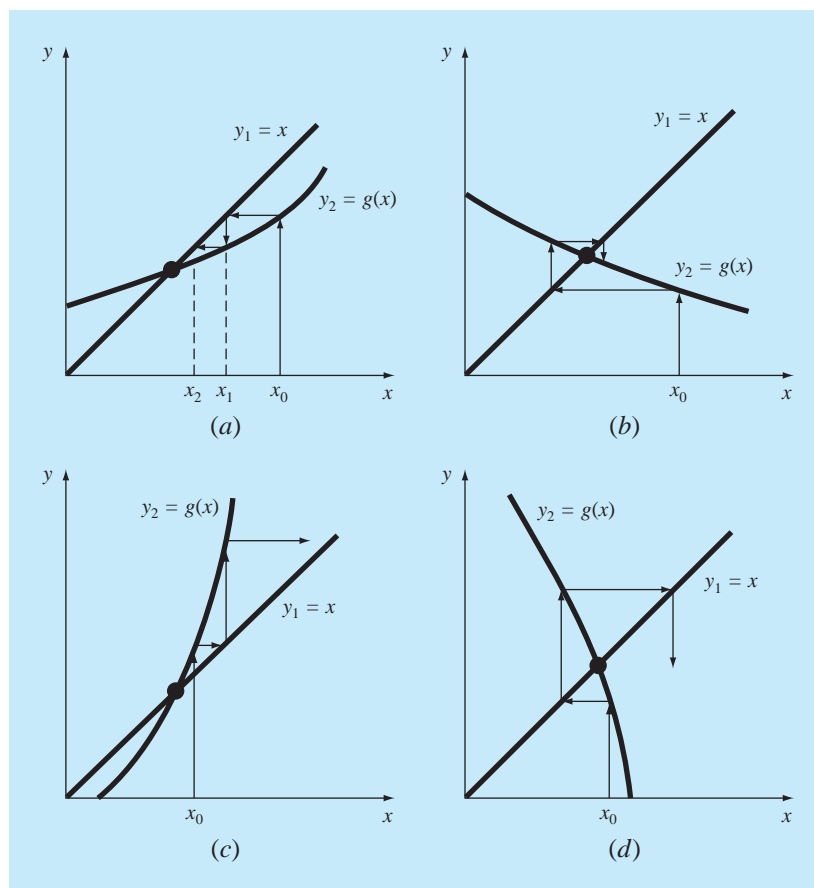 y
y₁ = x
y₂ = g(x)
x₂ x₁ x₀ x
(a)
y
y₁ = x
y₂ = g(x)
x₀ x
(b)
y
y₂ = g(x)
y₁ = x
x₀ x
(c)
y
y₂ = g(x)
y₁ = x
x₀ x
(d)